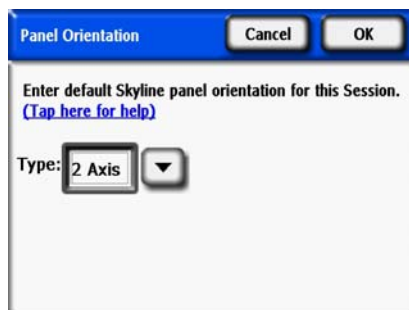 Panel Orientation Cancel OK
Enter default Skyline panel orientation for this Session.
(Tap here for help)
Type: 2 Axis